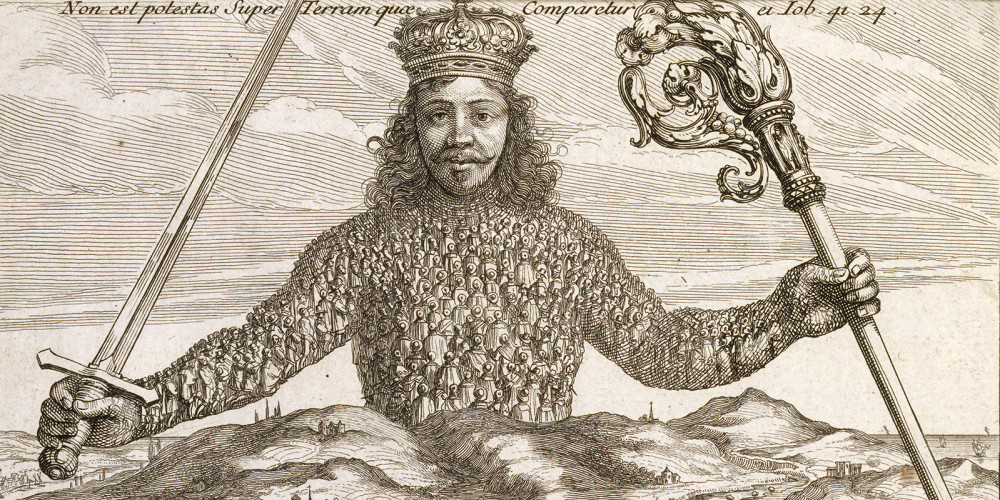 Non est potestas Super Terram quæ Comparetur ei Iob. 41. 24.